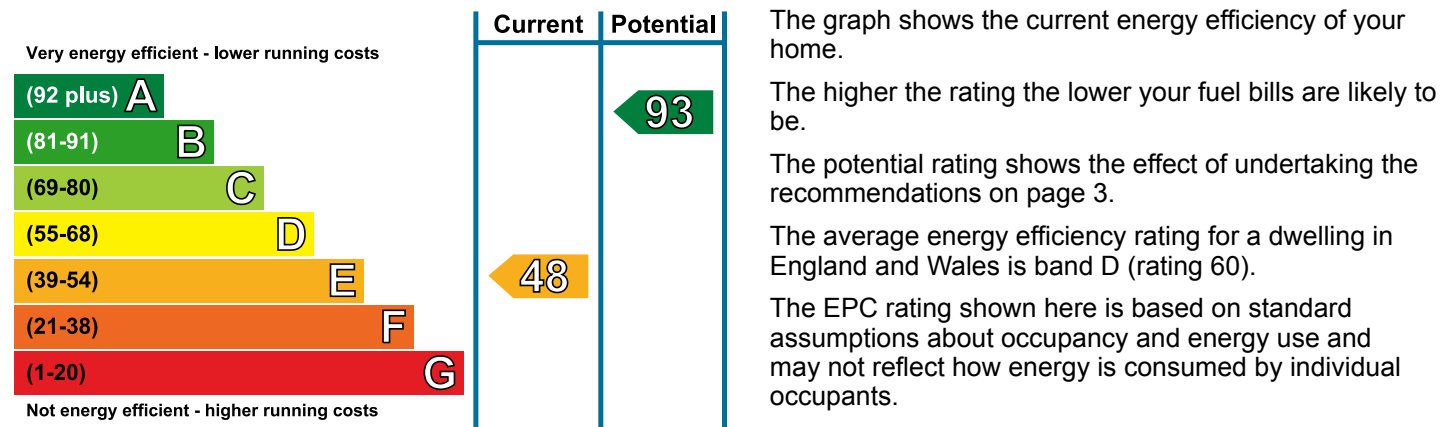 Current Potential
Very energy efficient - lower running costs
(92 plus) A
93
(81-91) B
(69-80) C
(55-68) D
(39-54) E
48
(21-38) F
(1-20) G
Not energy efficient - higher running costs
The graph shows the current energy efficiency of your
home.
The higher the rating the lower your fuel bills are likely to
be.
The potential rating shows the effect of undertaking the
recommendations on page 3.
The average energy efficiency rating for a dwelling in
England and Wales is band D (rating 60).
The EPC rating shown here is based on standard
assumptions about occupancy and energy use and
may not reflect how energy is consumed by individual
occupants.